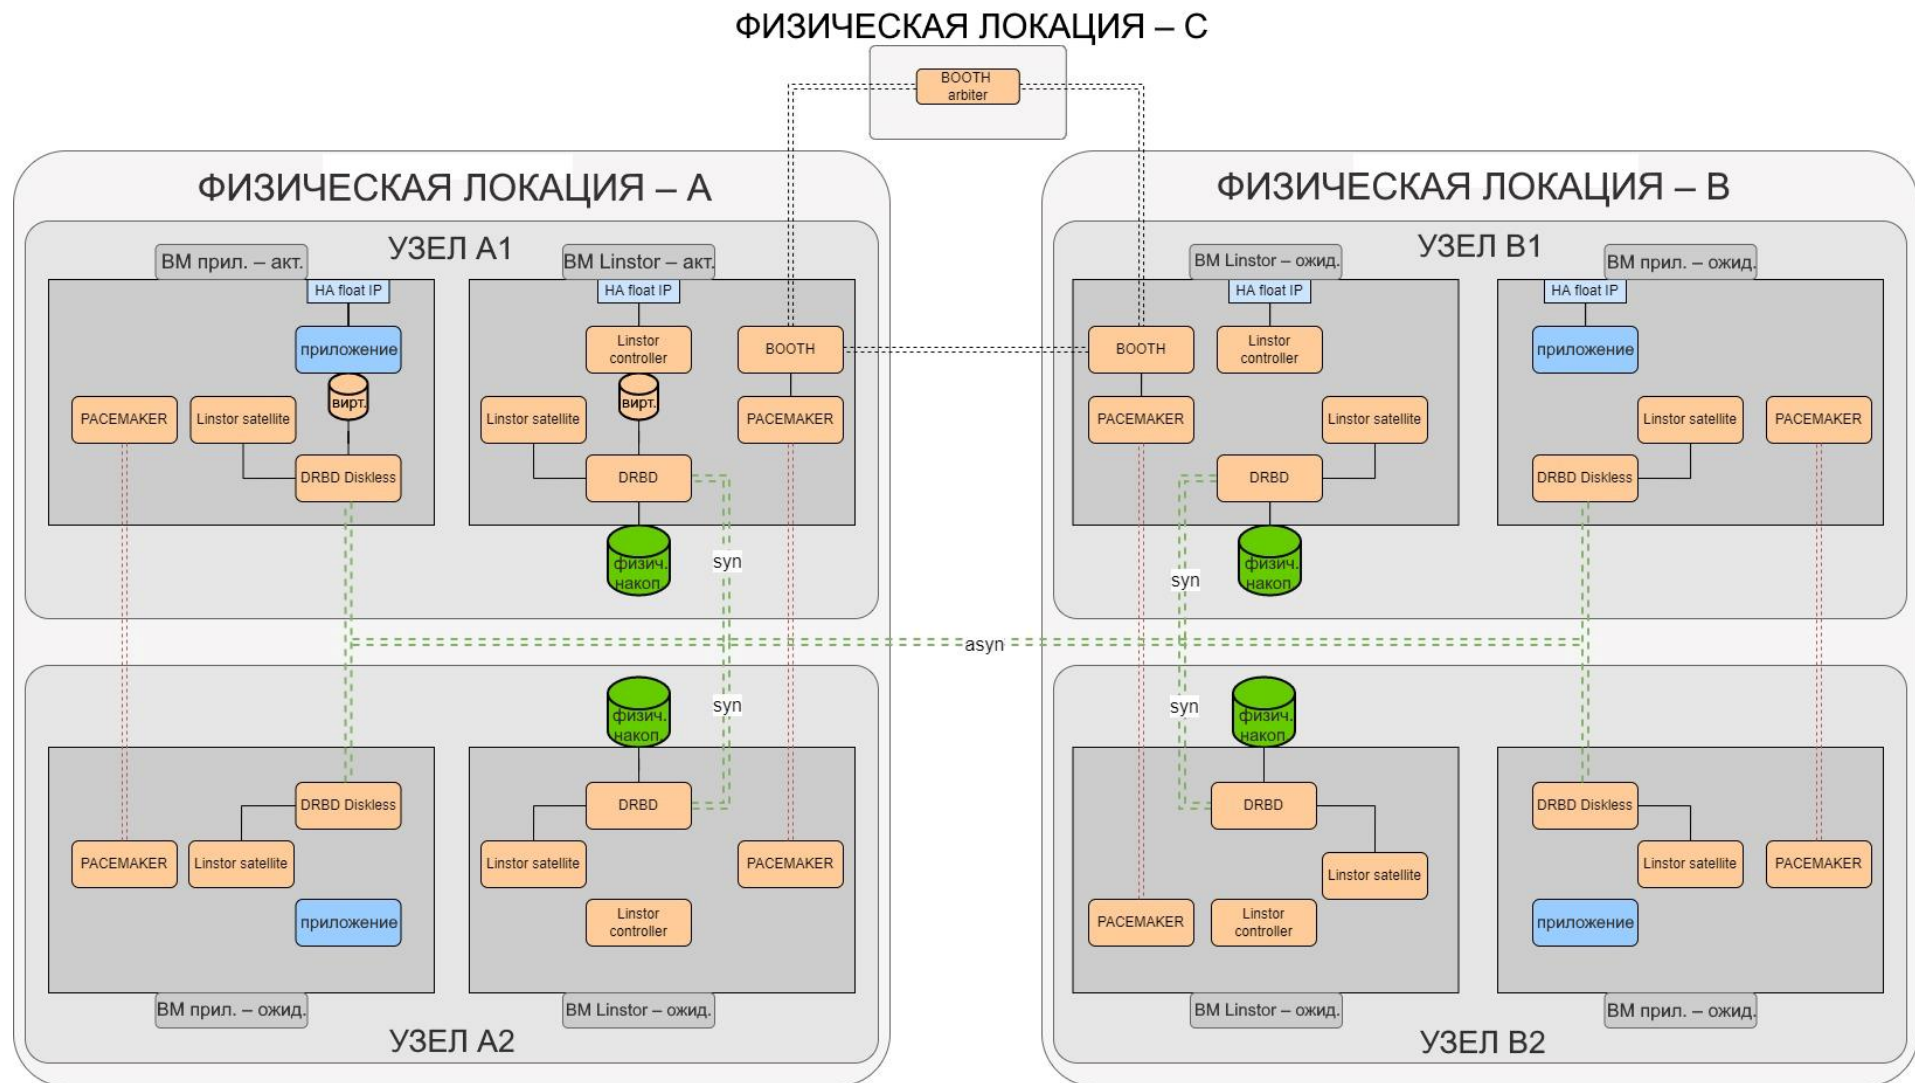 ФИЗИЧЕСКАЯ ЛОКАЦИЯ – C
BOOTH
arbiter
ФИЗИЧЕСКАЯ ЛОКАЦИЯ – A
УЗЕЛ A1
ВМ прил. – акт.
HA float IP
приложение
вирт.
PACEMAKER
Linstor satellite
DRBD Diskless
ВМ Linstor – акт.
HA float IP
Linstor
controller
BOOTH
вирт.
Linstor satellite
PACEMAKER
DRBD
физич.
накоп.
syn
syn
asyn
DRBD Diskless
PACEMAKER
Linstor satellite
приложение
ВМ прил. – ожид.
физич.
накоп.
DRBD
Linstor satellite
PACEMAKER
Linstor
controller
ВМ Linstor – ожид.
УЗЕЛ A2
ФИЗИЧЕСКАЯ ЛОКАЦИЯ – B
УЗЕЛ B1
ВМ Linstor – ожид.
HA float IP
BOOTH
Linstor
controller
PACEMAKER
Linstor satellite
DRBD
физич.
накоп.
syn
ВМ прил. – ожид.
HA float IP
приложение
Linstor satellite
PACEMAKER
DRBD Diskless
syn
физич.
накоп.
DRBD
Linstor satellite
PACEMAKER
Linstor
controller
ВМ Linstor – ожид.
DRBD Diskless
Linstor satellite
PACEMAKER
приложение
ВМ прил. – ожид.
УЗЕЛ B2